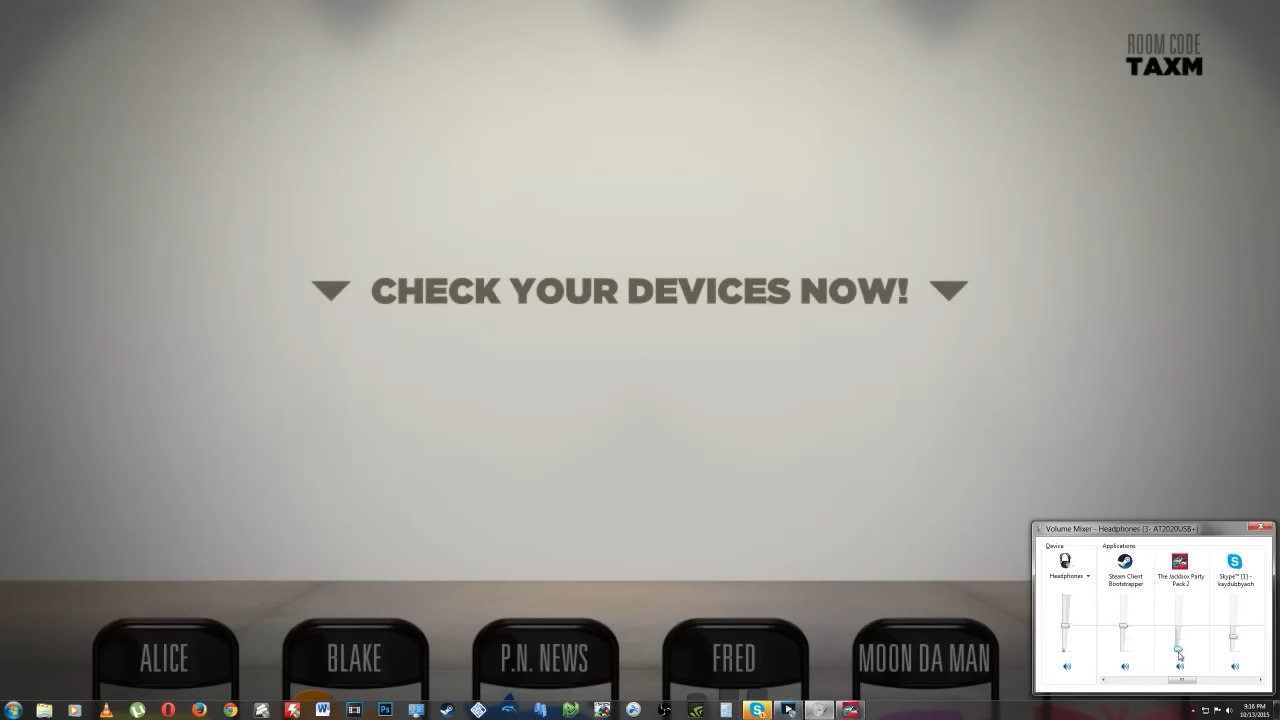 ROOM CODE
TAXM
CHECK YOUR DEVICES NOW!
Volume Mixer - Headphones (3- AT2020USB+)
Device
Applications
Headphones
Steam Client
Bootstrapper
The Jackbox Party
Pack 2
Skype™ [1] -
kaydubbyaoh
ALICE
BLAKE
P.N. NEWS
FRED
MOON DA MAN
9:36 PM
10/13/2015